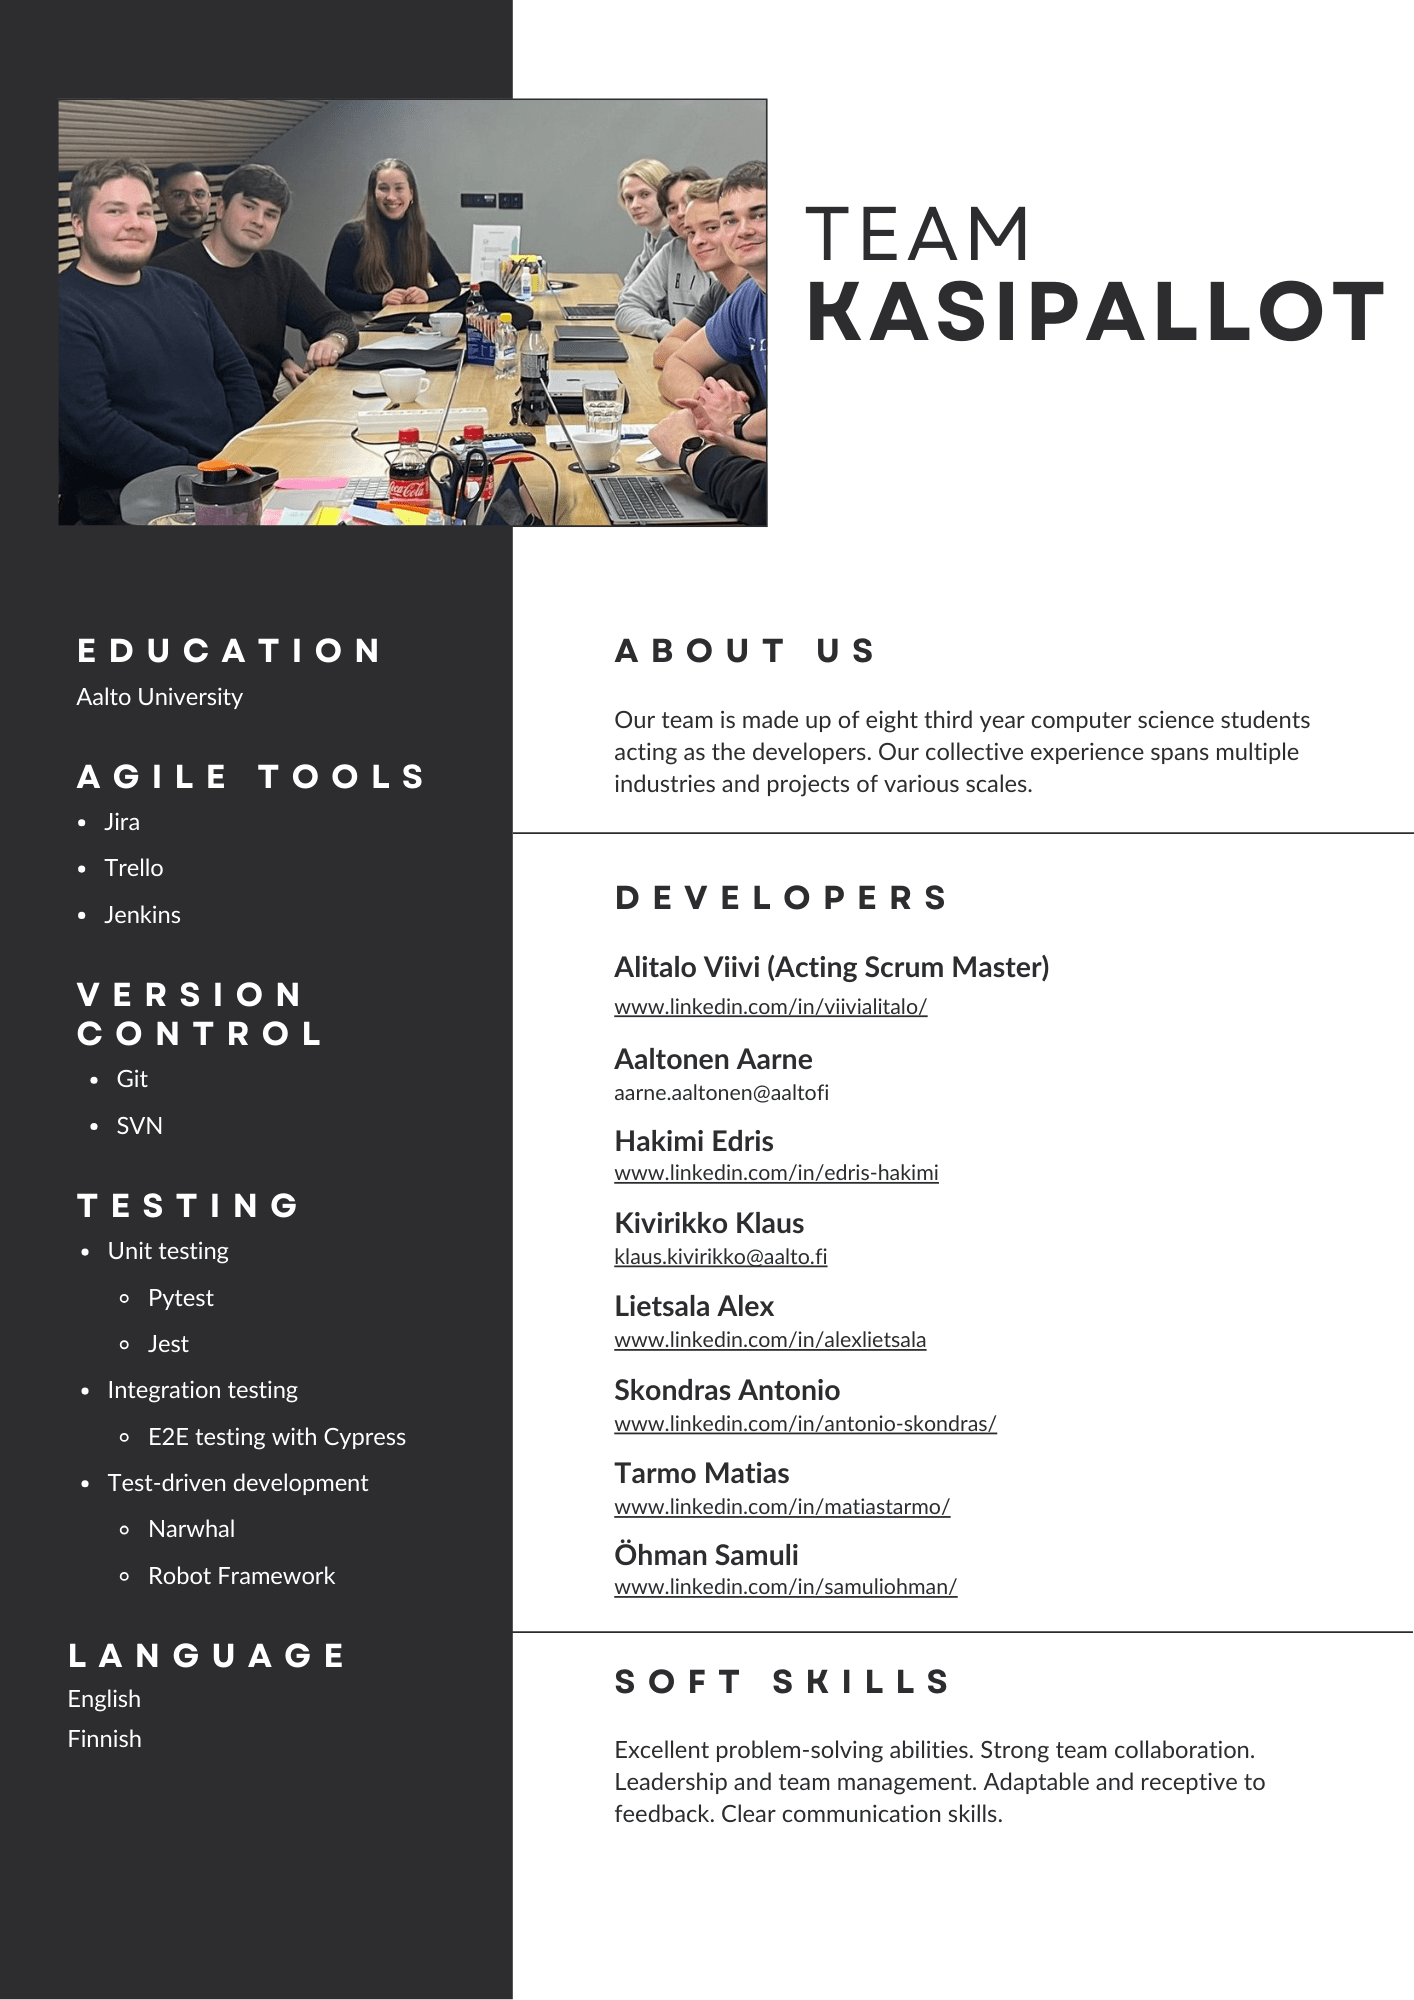 TEAM
KASIPALLOT
Coca-Cola
EDUCATION
Aalto University
AGILE TOOLS
• Jira
• Trello
• Jenkins
VERSION
CONTROL
• Git
• SVN
TESTING
• Unit testing
◦ Pytest
◦ Jest
• Integration testing
◦ E2E testing with Cypress
• Test-driven development
◦ Narwhal
◦ Robot Framework
LANGUAGE
English
Finnish
ABOUT US
Our team is made up of eight third year computer science students
acting as the developers. Our collective experience spans multiple
industries and projects of various scales.
DEVELOPERS
Alitalo Viivi (Acting Scrum Master)
www.linkedin.com/in/viivialitalo/
Aaltonen Aarne
aarne.aaltonen@aaltofi
Hakimi Edris
www.linkedin.com/in/edris-hakimi
Kivirikko Klaus
klaus.kivirikko@aalto.fi
Lietsala Alex
www.linkedin.com/in/alexlietsala
Skondras Antonio
www.linkedin.com/in/antonio-skondras/
Tarmo Matias
www.linkedin.com/in/matiastarmo/
Öhman Samuli
www.linkedin.com/in/samuliohman/
SOFT SKILLS
Excellent problem-solving abilities. Strong team collaboration.
Leadership and team management. Adaptable and receptive to
feedback. Clear communication skills.